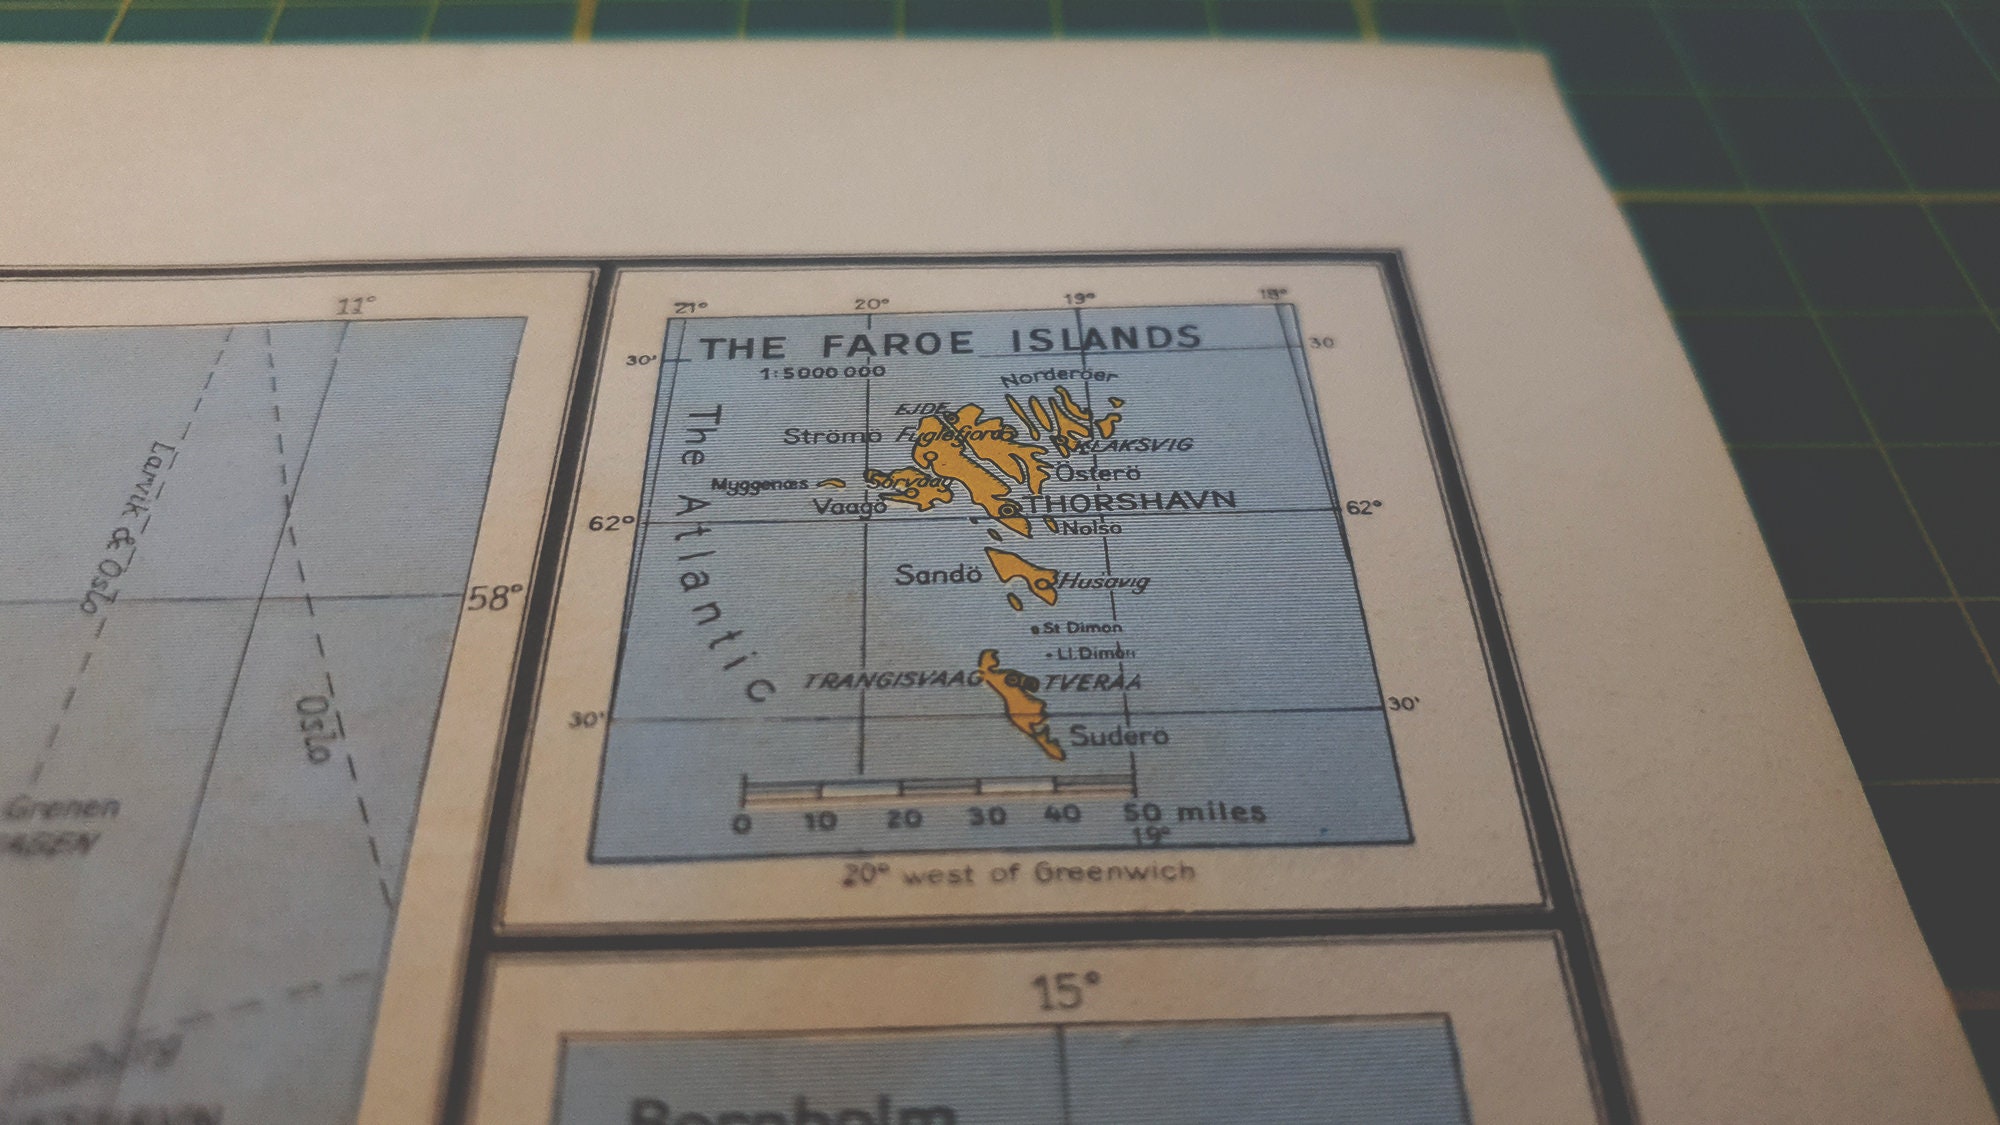 11°
Larvik & Oslo
Oslo
58°
Grenen
21° 20° 19° 18°
THE FAROE ISLANDS
30' 30
1:5000000
Norderöer
The Atlantic
EJDE
Strömö Fuglefjord
KLAKSVIG
Österö
Myggenæs Sörvaag
Vaagö
THORSHAVN
62° 62°
Nolsö
Sandö
Husavig
St Dimon
Ll. Dimon
TRANGISVAAG TVERAA
30' 30'
Suderö
0 10 20 30 40 50 miles
19°
20° west of Greenwich
15°
Bornholm